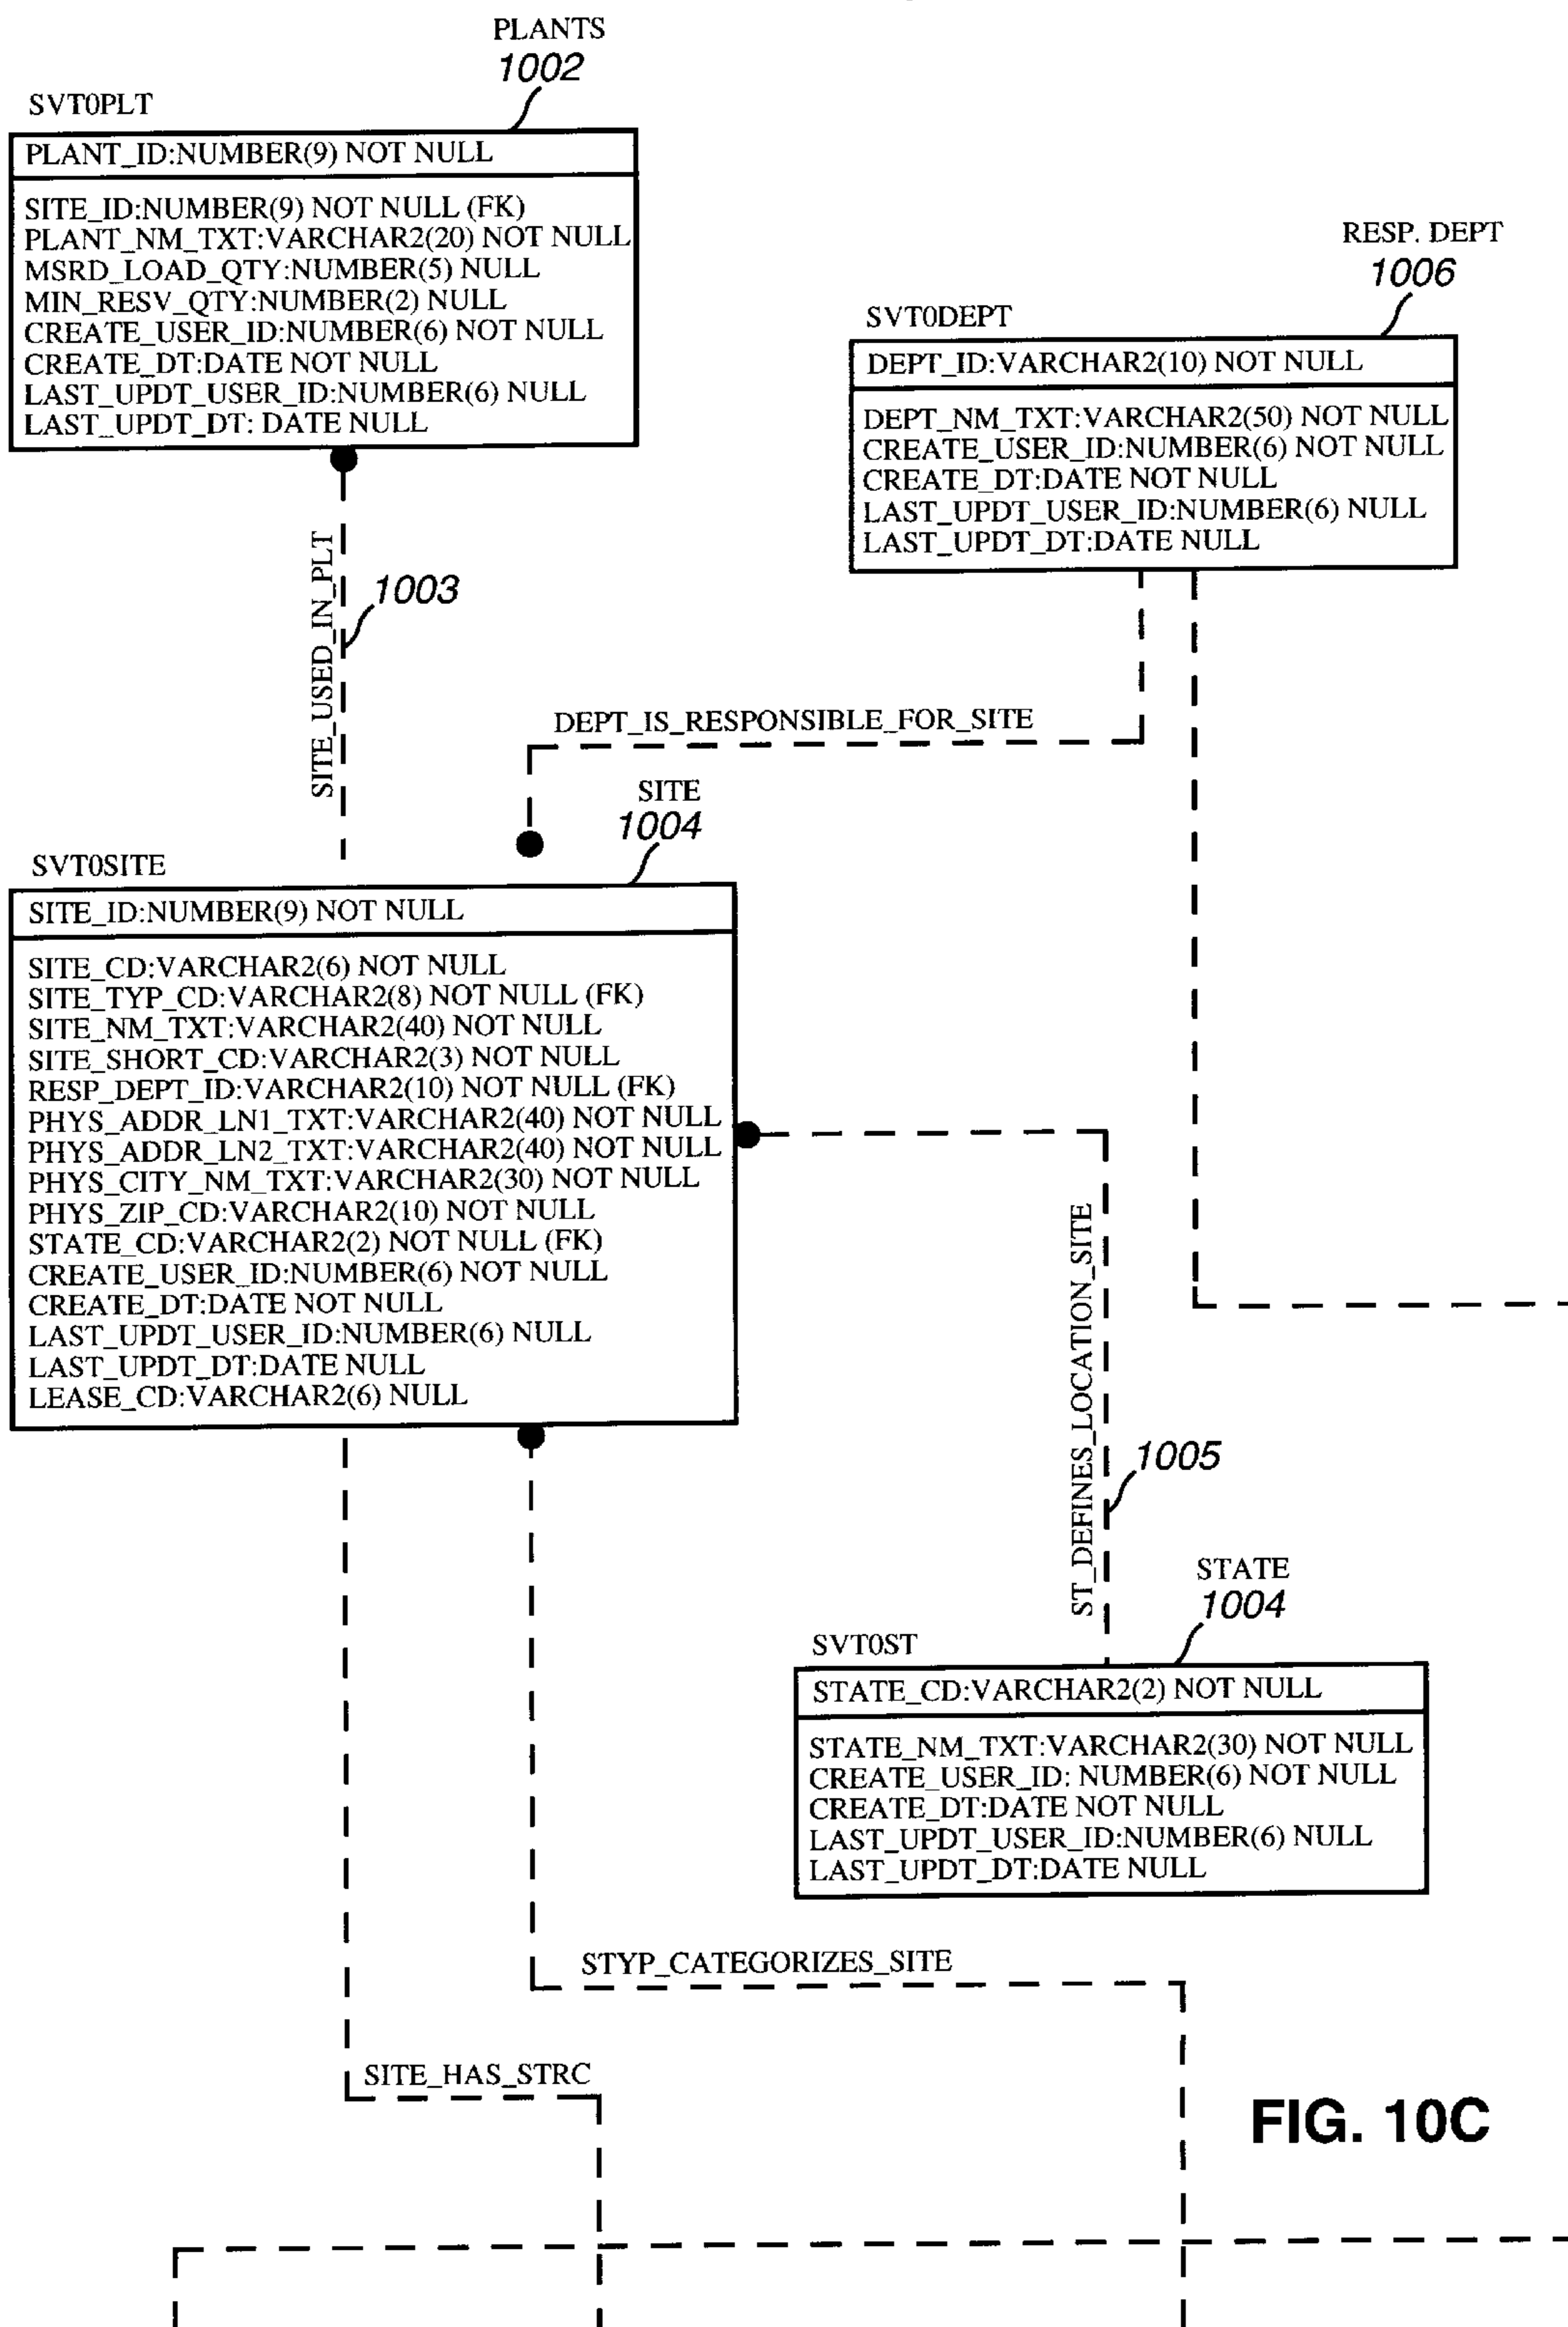 PLANTS
1002
SVT0PLT
PLANT_ID:NUMBER(9) NOT NULL
SITE_ID:NUMBER(9) NOT NULL (FK)
PLANT_NM_TXT:VARCHAR2(20) NOT NULL
MSRD_LOAD_QTY:NUMBER(5) NULL
MIN_RESV_QTY:NUMBER(2) NULL
CREATE_USER_ID:NUMBER(6) NOT NULL
CREATE_DT:DATE NOT NULL
LAST_UPDT_USER_ID:NUMBER(6) NULL
LAST_UPDT_DT: DATE NULL
RESP. DEPT
1006
SVT0DEPT
DEPT_ID:VARCHAR2(10) NOT NULL
DEPT_NM_TXT:VARCHAR2(50) NOT NULL
CREATE_USER_ID:NUMBER(6) NOT NULL
CREATE_DT:DATE NOT NULL
LAST_UPDT_USER_ID:NUMBER(6) NULL
LAST_UPDT_DT:DATE NULL
SITE_USED_IN_PLT
1003
DEPT_IS_RESPONSIBLE_FOR_SITE
SITE
1004
SVT0SITE
SITE_ID:NUMBER(9) NOT NULL
SITE_CD:VARCHAR2(6) NOT NULL
SITE_TYP_CD:VARCHAR2(8) NOT NULL (FK)
SITE_NM_TXT:VARCHAR2(40) NOT NULL
SITE_SHORT_CD:VARCHAR2(3) NOT NULL
RESP_DEPT_ID:VARCHAR2(10) NOT NULL (FK)
PHYS_ADDR_LN1_TXT:VARCHAR2(40) NOT NULL
PHYS_ADDR_LN2_TXT:VARCHAR2(40) NOT NULL
PHYS_CITY_NM_TXT:VARCHAR2(30) NOT NULL
PHYS_ZIP_CD:VARCHAR2(10) NOT NULL
STATE_CD:VARCHAR2(2) NOT NULL (FK)
CREATE_USER_ID:NUMBER(6) NOT NULL
CREATE_DT:DATE NOT NULL
LAST_UPDT_USER_ID:NUMBER(6) NULL
LAST_UPDT_DT:DATE NULL
LEASE_CD:VARCHAR2(6) NULL
ST_DEFINES_LOCATION_SITE
1005
STATE
1004
SVT0ST
STATE_CD:VARCHAR2(2) NOT NULL
STATE_NM_TXT:VARCHAR2(30) NOT NULL
CREATE_USER_ID: NUMBER(6) NOT NULL
CREATE_DT:DATE NOT NULL
LAST_UPDT_USER_ID:NUMBER(6) NULL
LAST_UPDT_DT:DATE NULL
STYP_CATEGORIZES_SITE
SITE_HAS_STRC
FIG. 10C